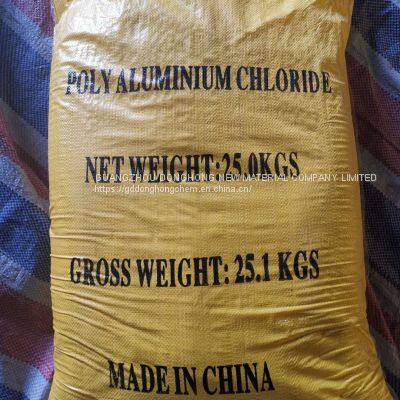 POLY ALUMINIUM CHLORIDE
NET WEIGHT:25.0KGS
GUANGZHOU DONGHONG NEW MATERIAL COMPANY LIMITED
https://gddonghongchem.en.china.cn/
GROSS WEIGHT: 25.1 KGS
MADE IN CHINA